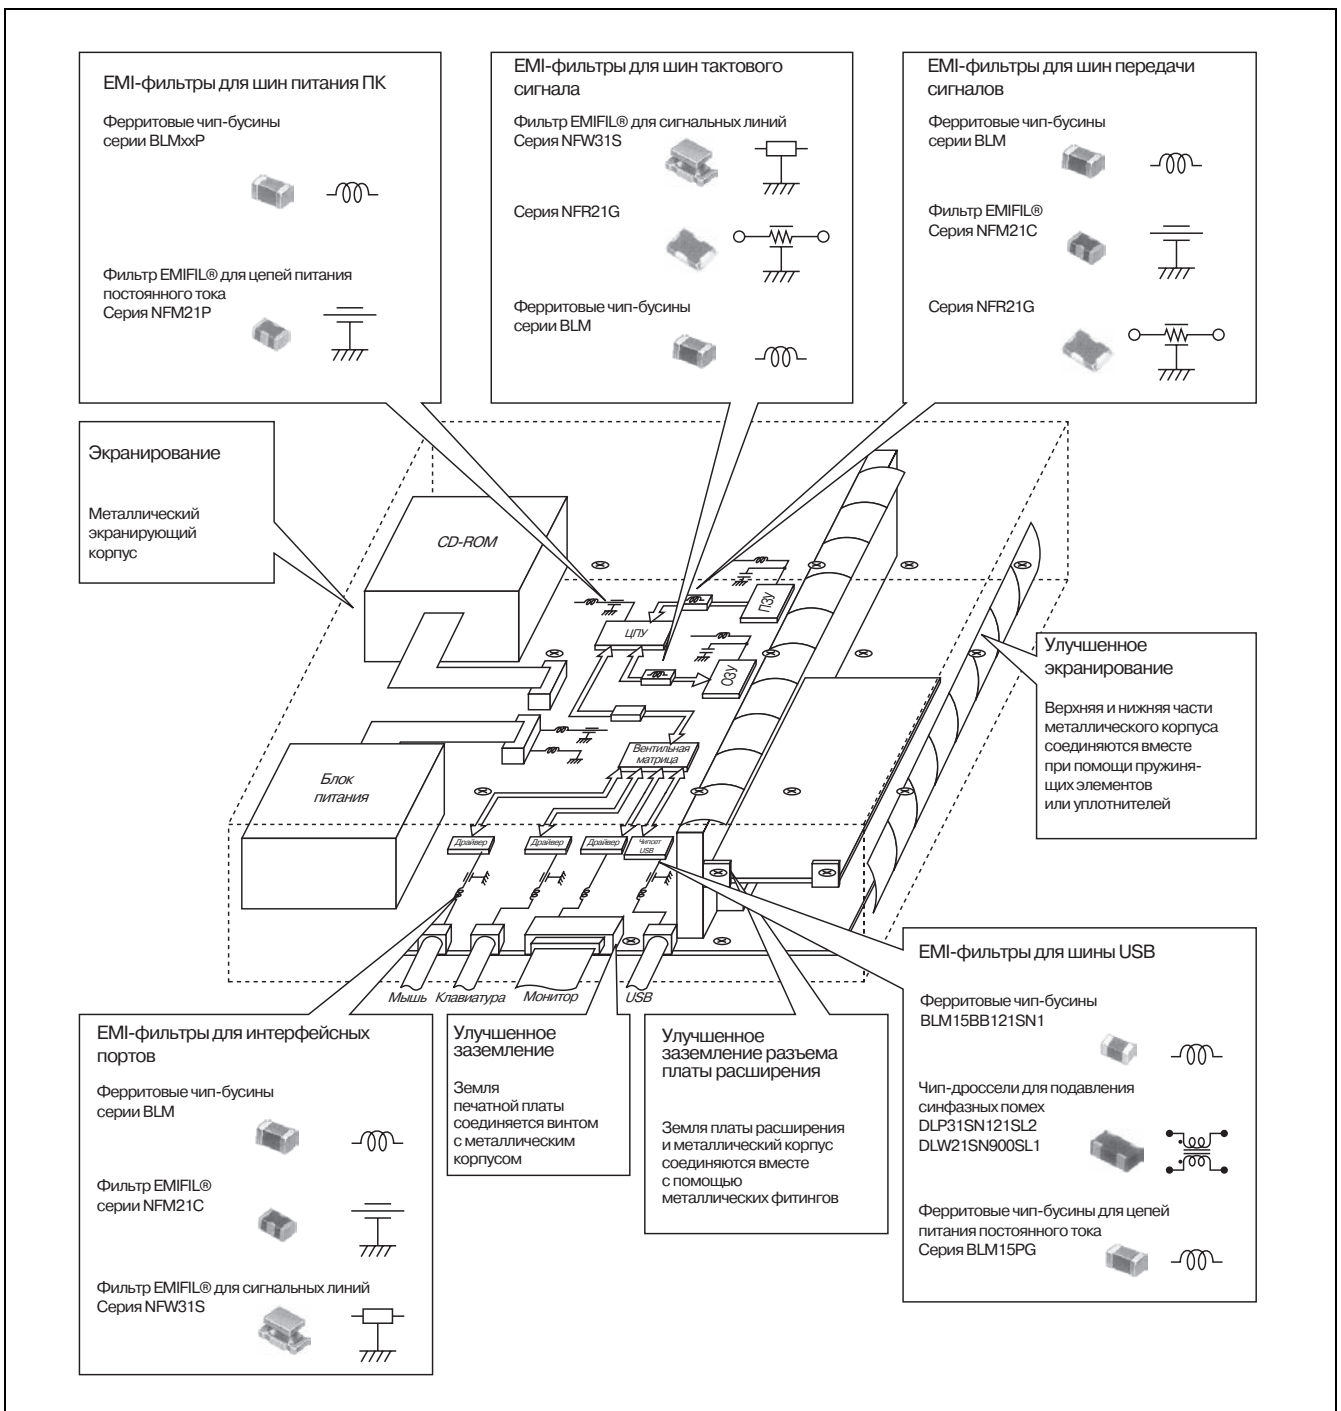 EMI-фильтры для шин питания ПК
Ферритовые чип-бусины
серии BLMxxP
Фильтр EMIFIL® для цепей питания
постоянного тока
Серия NFM21P
EMI-фильтры для шин тактового
сигнала
Фильтр EMIFIL® для сигнальных линий
Серия NFW31S
Серия NFR21G
Ферритовые чип-бусины
серии BLM
EMI-фильтры для шин передачи
сигналов
Ферритовые чип-бусины
серии BLM
Фильтр EMIFIL®
Серия NFM21C
Серия NFR21G
Экранирование
Металлический
экранирующий
корпус
CD-ROM
ПЗУ
ЦПУ
ОЗУ
Улучшенное
экранирование
Верхняя и нижняя части
металлического корпуса
соединяются вместе
при помощи пружиня-
щих элементов
или уплотнителей
Вентильная
матрица
Блок
питания
Драйвер
Драйвер
Драйвер
Чипсет
USB
Мышь
Клавиатура
Монитор
USB
EMI-фильтры для интерфейсных
портов
Ферритовые чип-бусины
серии BLM
Фильтр EMIFIL®
серии NFM21C
Фильтр EMIFIL® для сигнальных линий
Серия NFW31S
Улучшенное
заземление
Земля
печатной платы
соединяется винтом
с металлическим
корпусом
Улучшенное
заземление разъема
платы расширения
Земля платы расширения
и металлический корпус
соединяются вместе
с помощью
металлических фитингов
EMI-фильтры для шины USB
Ферритовые чип-бусины
BLM15BB121SN1
Чип-дроссели для подавления
синфазных помех
DLP31SN121SL2
DLW21SN900SL1
Ферритовые чип-бусины для цепей
питания постоянного тока
Серия BLM15PG